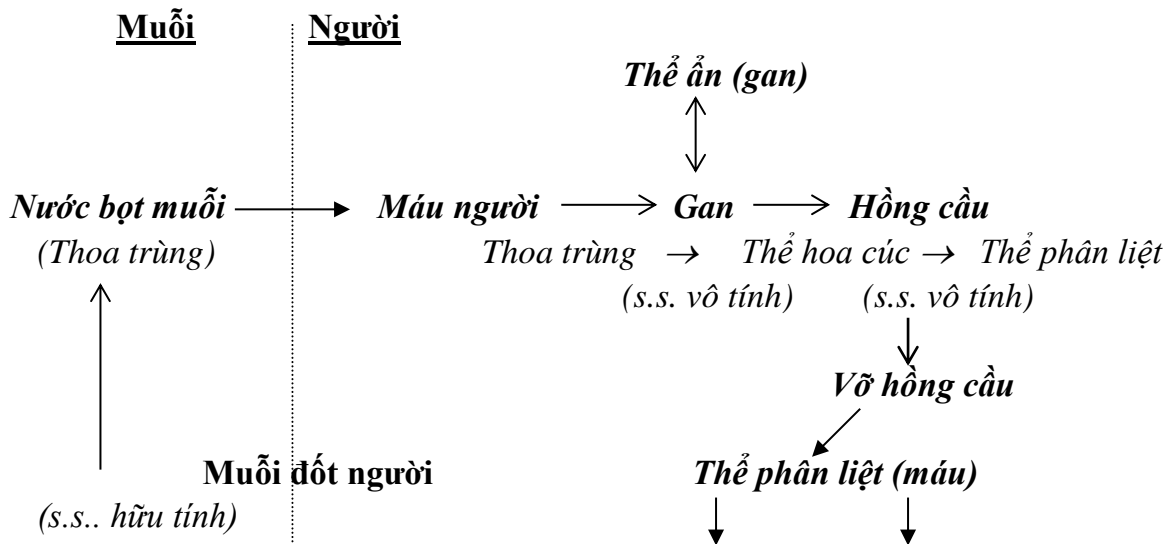 Muỗi Người
Thể ẩn (gan)
Nước bọt muỗi Máu người Gan Hồng cầu
(Thoa trùng) Thoa trùng → Thể hoa cúc → Thể phân liệt
(s.s. vô tính) (s.s. vô tính)
Vỡ hồng cầu
Muỗi đốt người Thể phân liệt (máu)
(s.s.. hữu tính)